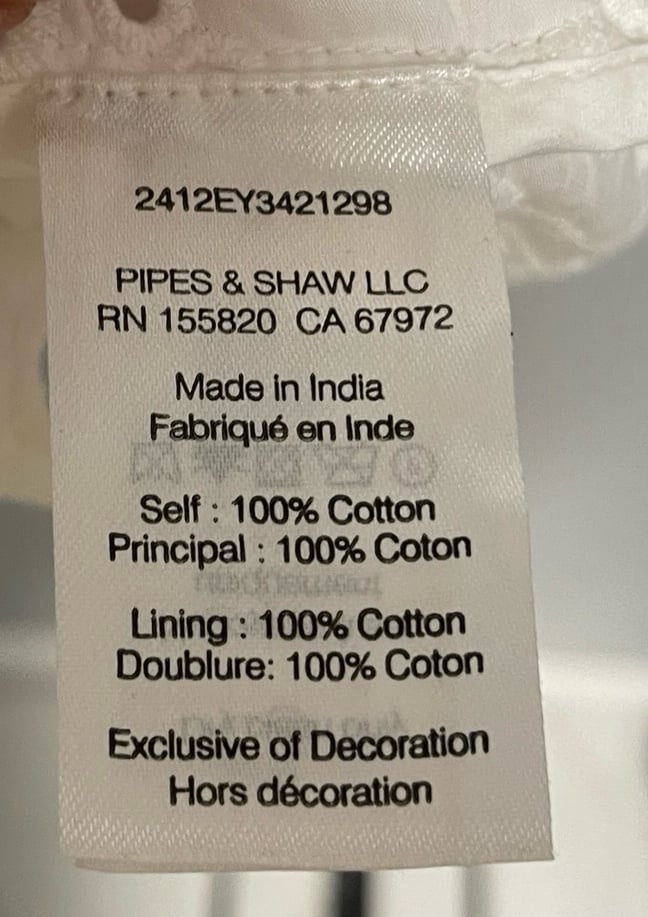 2412EY3421298
PIPES & SHAW LLC
RN 155820 CA 67972
Made in India
Fabriqué en Inde
Self : 100% Cotton
Principal : 100% Coton
Lining : 100% Cotton
Doublure: 100% Coton
Exclusive of Decoration
Hors décoration